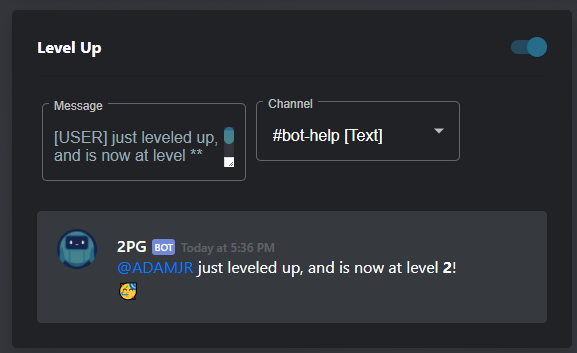 Level Up
Message
[USER] just leveled up,
and is now at level **
Channel
#bot-help [Text]
2PG BOT Today at 5:36 PM
@ADAMJR just leveled up, and is now at level 2!
🥳